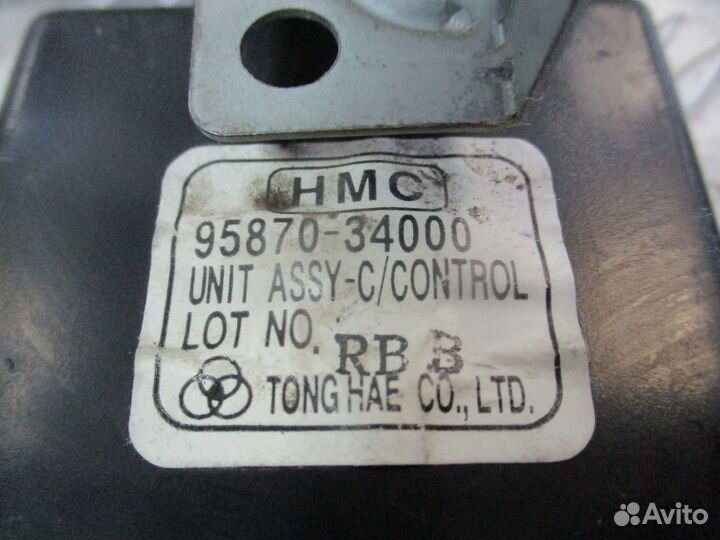 HMC
95870-34000
UNIT ASSY-C/CONTROL
LOT NO. RB B
TONG HAE CO., LTD.
Avito